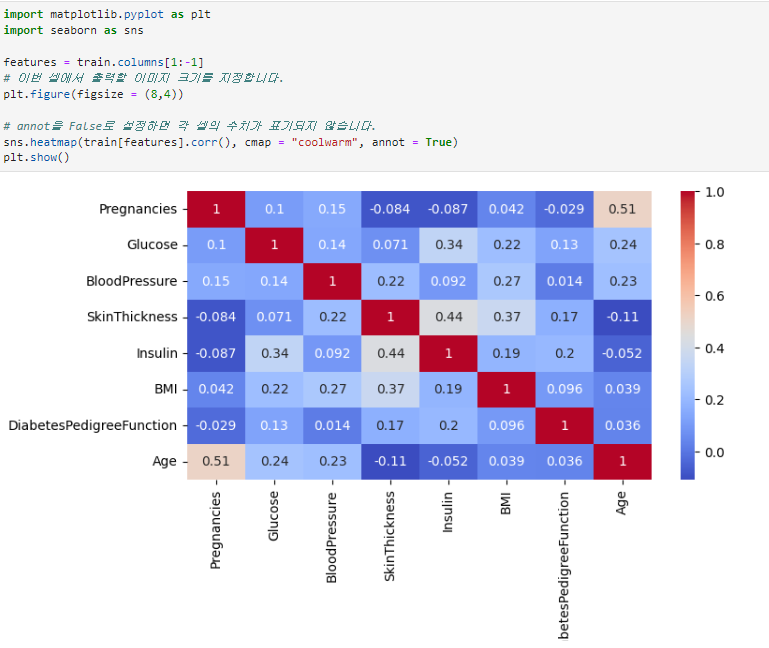 import matplotlib.pyplot as plt
import seaborn as sns
features = train.columns[1:-1]
# 이번 셀에서 출력할 이미지 크기를 지정합니다.
plt.figure(figsize = (8,4))
# annot을 False로 설정하면 각 셀의 수치가 표기되지 않습니다.
sns.heatmap(train[features].corr(), cmap = "coolwarm", annot = True)
plt.show()
Pregnancies 1 0.1 0.15 -0.084 -0.087 0.042 -0.029 0.51
Glucose 0.1 1 0.14 0.071 0.34 0.22 0.13 0.24
BloodPressure 0.15 0.14 1 0.22 0.092 0.27 0.014 0.23
SkinThickness -0.084 0.071 0.22 1 0.44 0.37 0.17 -0.11
Insulin -0.087 0.34 0.092 0.44 1 0.19 0.2 -0.052
BMI 0.042 0.22 0.27 0.37 0.19 1 0.096 0.039
DiabetesPedigreeFunction -0.029 0.13 0.014 0.17 0.2 0.096 1 0.036
Age 0.51 0.24 0.23 -0.11 -0.052 0.039 0.036 1
Pregnancies
Glucose
BloodPressure
SkinThickness
Insulin
BMI
betesPedigreeFunction
Age
1.0
0.8
0.6
0.4
0.2
0.0